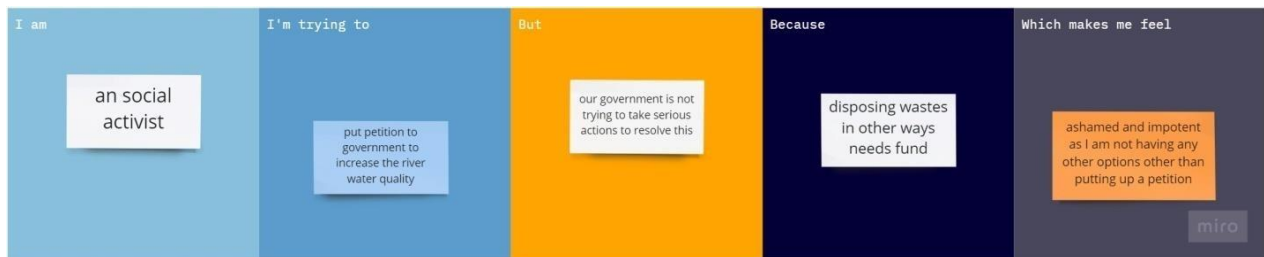 I am
an social
activist
I'm trying to
put petition to
government to
increase the river
water quality
But
our government is not
trying to take serious
actions to resolve this
Because
disposing wastes
in other ways
needs fund
Which makes me feel
ashamed and impotent
as I am not having any
other options other than
putting up a petition
miro